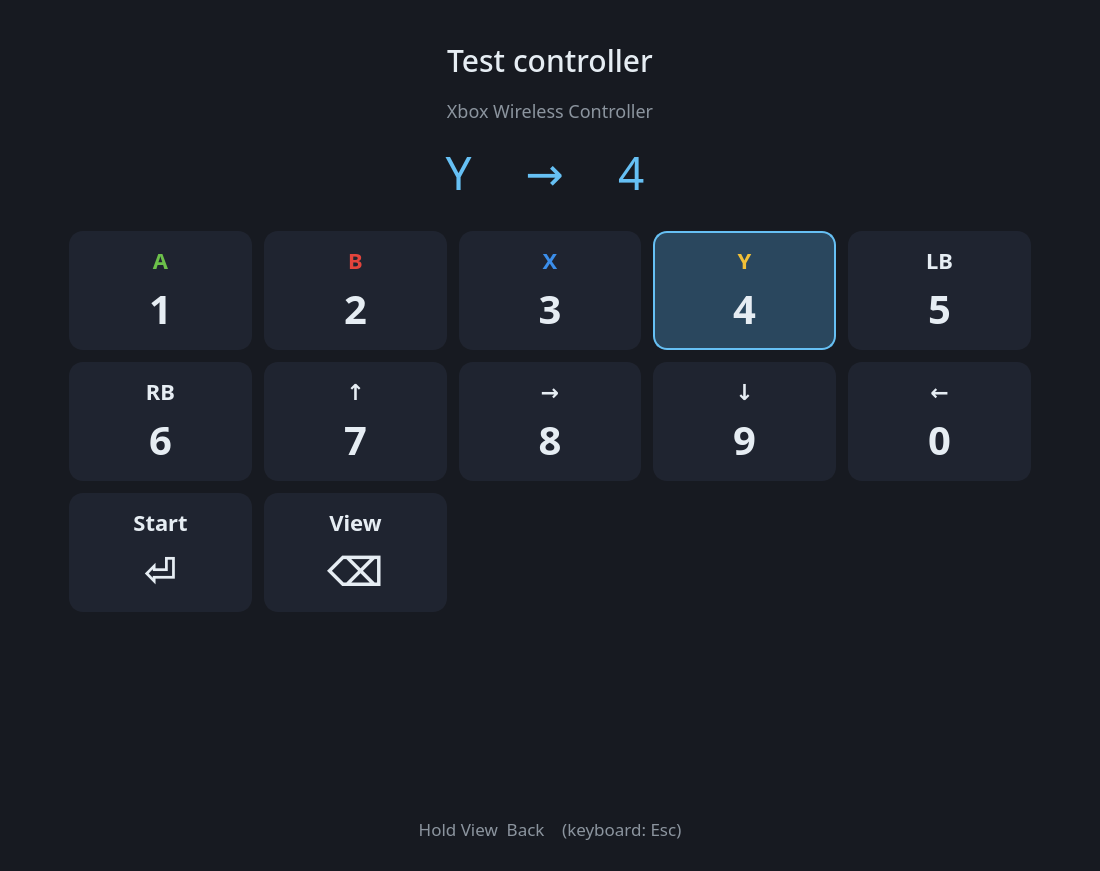 Test controller
Xbox Wireless Controller
Y → 4
A B X Y LB
1 2 3 4 5
RB ↑ → ↓ ←
6 7 8 9 0
Start View
⏎ ⌫
Hold View Back (keyboard: Esc)